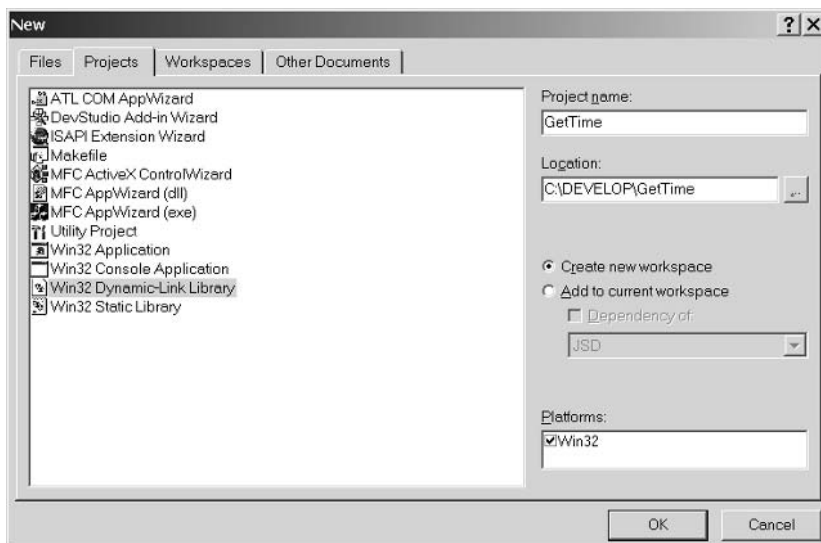 New
Files
Projects
Workspaces
Other Documents
ATL COM AppWizard
DevStudio Add-in Wizard
ISAPI Extension Wizard
Makefile
MFC ActiveX ControlWizard
MFC AppWizard (dll)
MFC AppWizard (exe)
Utility Project
Win32 Application
Win32 Console Application
Win32 Dynamic-Link Library
Win32 Static Library
Project name:
GetTime
Location:
C:\DEVELOP\GetTime
...
Create new workspace
Add to current workspace
Dependency of:
JSD
Platforms:
Win32
OK
Cancel